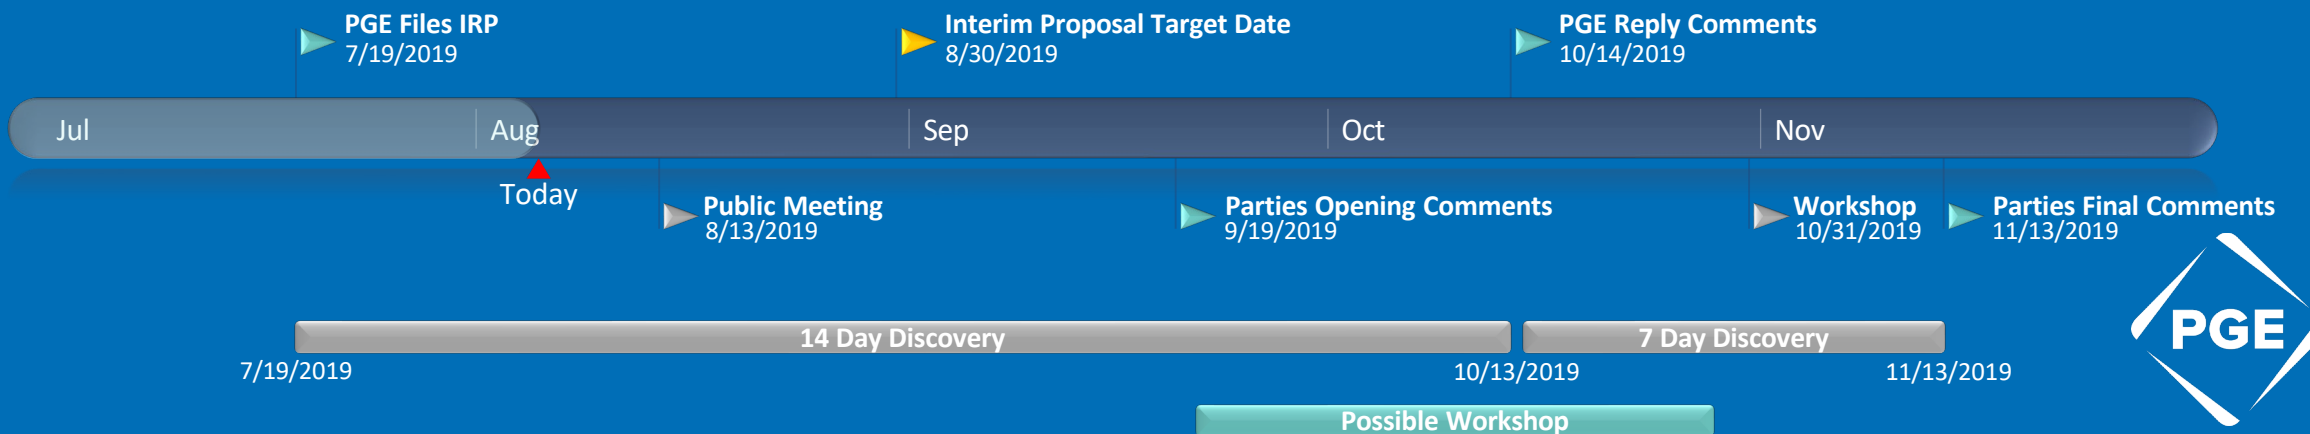 PGE Files IRP
7/19/2019
Interim Proposal Target Date
8/30/2019
PGE Reply Comments
10/14/2019
Jul
Aug
Sep
Oct
Nov
Today
Public Meeting
8/13/2019
Parties Opening Comments
9/19/2019
Workshop
10/31/2019
Parties Final Comments
11/13/2019
PGE
14 Day Discovery
7 Day Discovery
7/19/2019
10/13/2019
11/13/2019
Possible Workshop